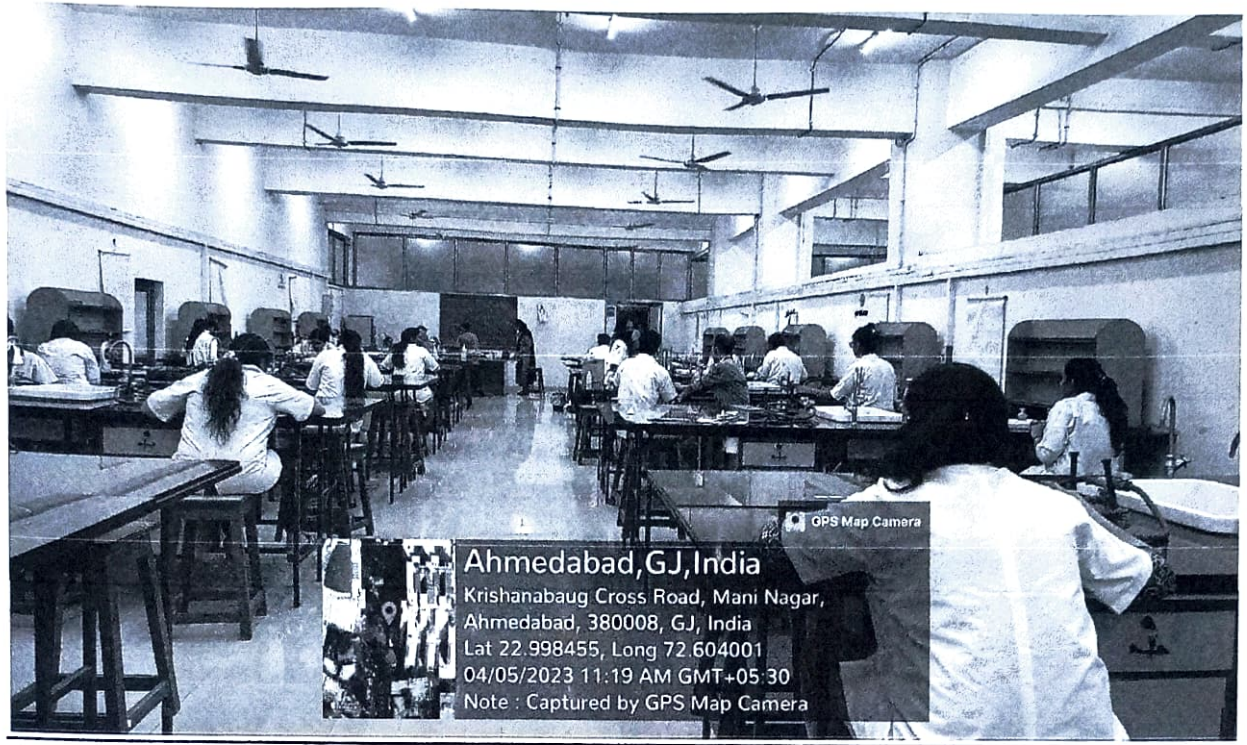 GPS Map Camera
Ahmedabad,GJ,India
Krishanabaug Cross Road, Mani Nagar,
Ahmedabad, 380008, GJ, India
Lat 22.998455, Long 72.604001
04/05/2023 11:19 AM GMT+05:30
Note : Captured by GPS Map Camera